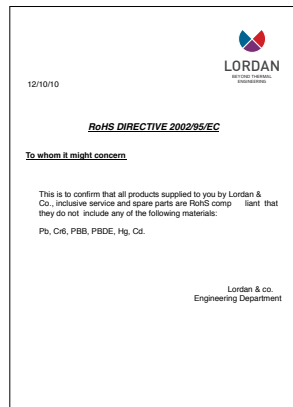 LORDAN
BEYOND THERMAL
ENGINEERING
12/10/10
RoHS DIRECTIVE 2002/95/EC
To whom it might concern
This is to confirm that all products supplied to you by Lordan &
Co., inclusive service and spare parts are RoHS comp liant that
they do not include any of the following materials:
Pb, Cr6, PBB, PBDE, Hg, Cd.
Lordan & co.
Engineering Department